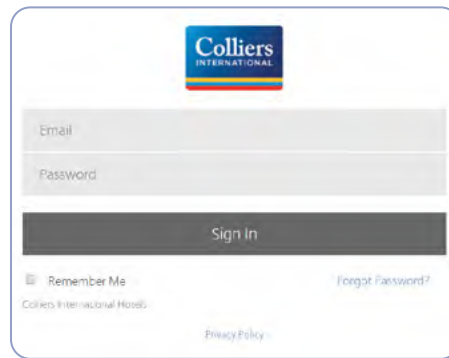 Colliers
INTERNATIONAL
Email
Password
Sign In
Remember Me
Forgot Password?
Colliers International Hotels
Privacy Policy